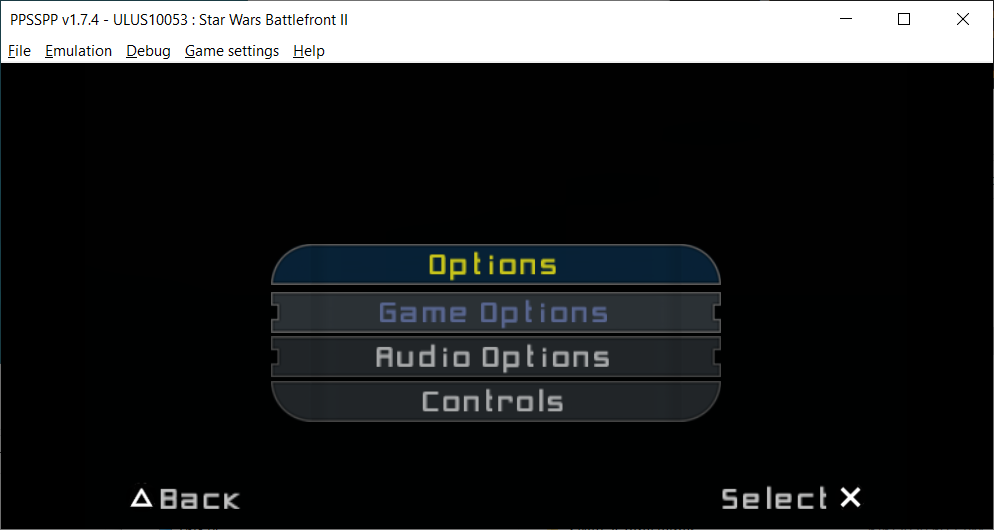 PPSSPP v1.7.4 - ULUS10053 : Star Wars Battlefront II
File Emulation Debug Game settings Help
Options
Game Options
Audio Options
Controls
Back Select